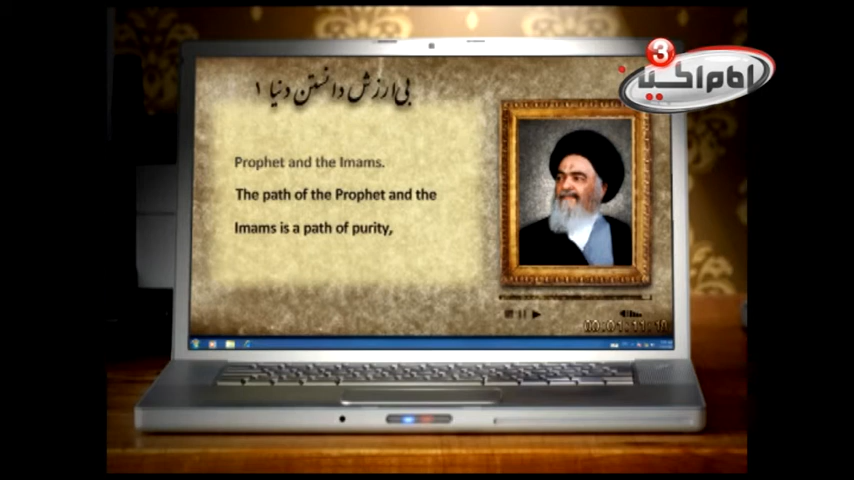 3
امام‌اکید
بی‌ارزش دانستن دنیا ۱
Prophet and the Imams.
The path of the Prophet and the
Imams is a path of purity,